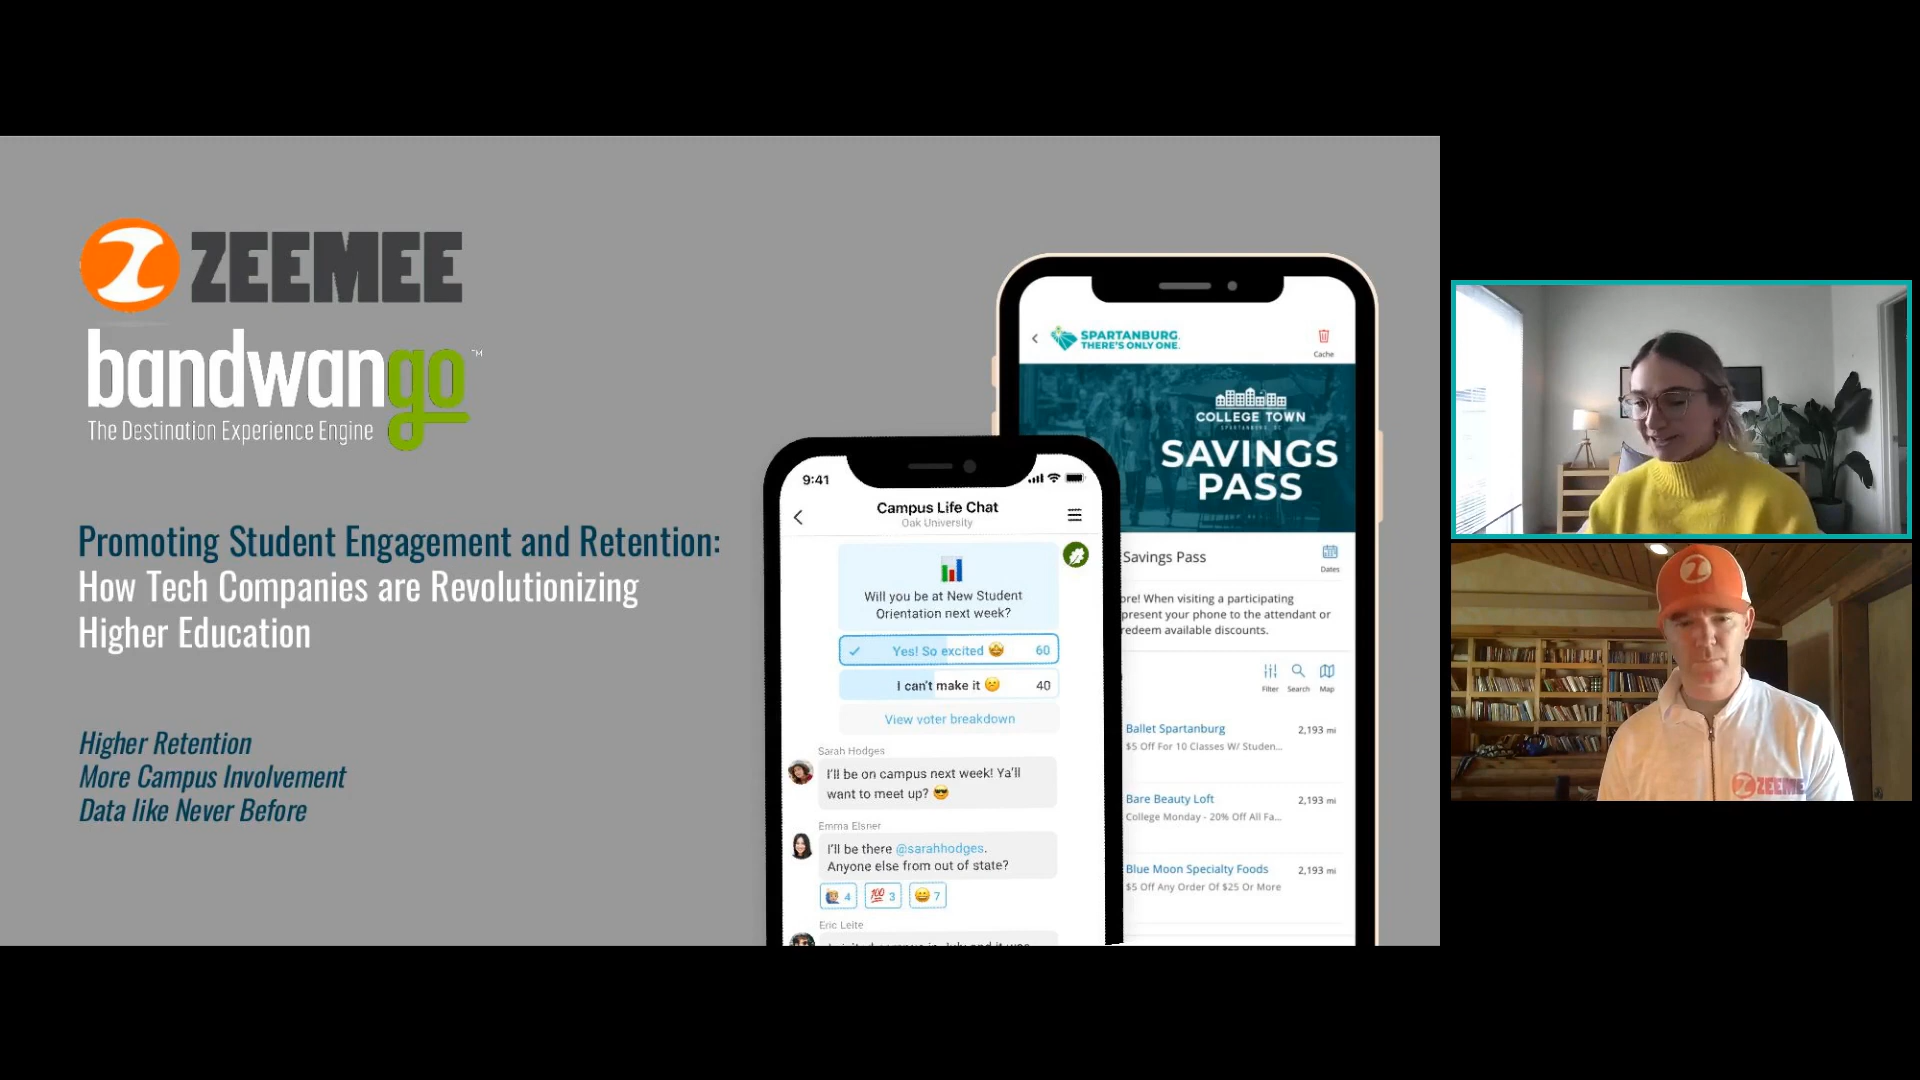 ZEEMEE
bandwango™
The Destination Experience Engine
Promoting Student Engagement and Retention:
How Tech Companies are Revolutionizing
Higher Education
Higher Retention
More Campus Involvement
Data like Never Before
9:41
Campus Life Chat
Oak University
Will you be at New Student
Orientation next week?
Yes! So excited 🤩 60
I can't make it 😕 40
View voter breakdown
Sarah Hodges
I'll be on campus next week! Ya'll
want to meet up? 😎
Emma Elsner
I'll be there @sarahhodges.
Anyone else from out of state?
4 💯 3 😄 7
Eric Leite
SPARTANBURG
THERE'S ONLY ONE.
Cache
COLLEGE TOWN
SAVINGS
PASS
Savings Pass
Dates
ore! When visiting a participating
present your phone to the attendant or
redeem available discounts.
Filter Search Map
Ballet Spartanburg 2,193 mi
$5 Off For 10 Classes W/ Studen...
Bare Beauty Loft 2,193 mi
College Monday - 20% Off All Fa...
Blue Moon Specialty Foods 2,193 mi
$5 Off Any Order Of $25 Or More
ZEEMEE